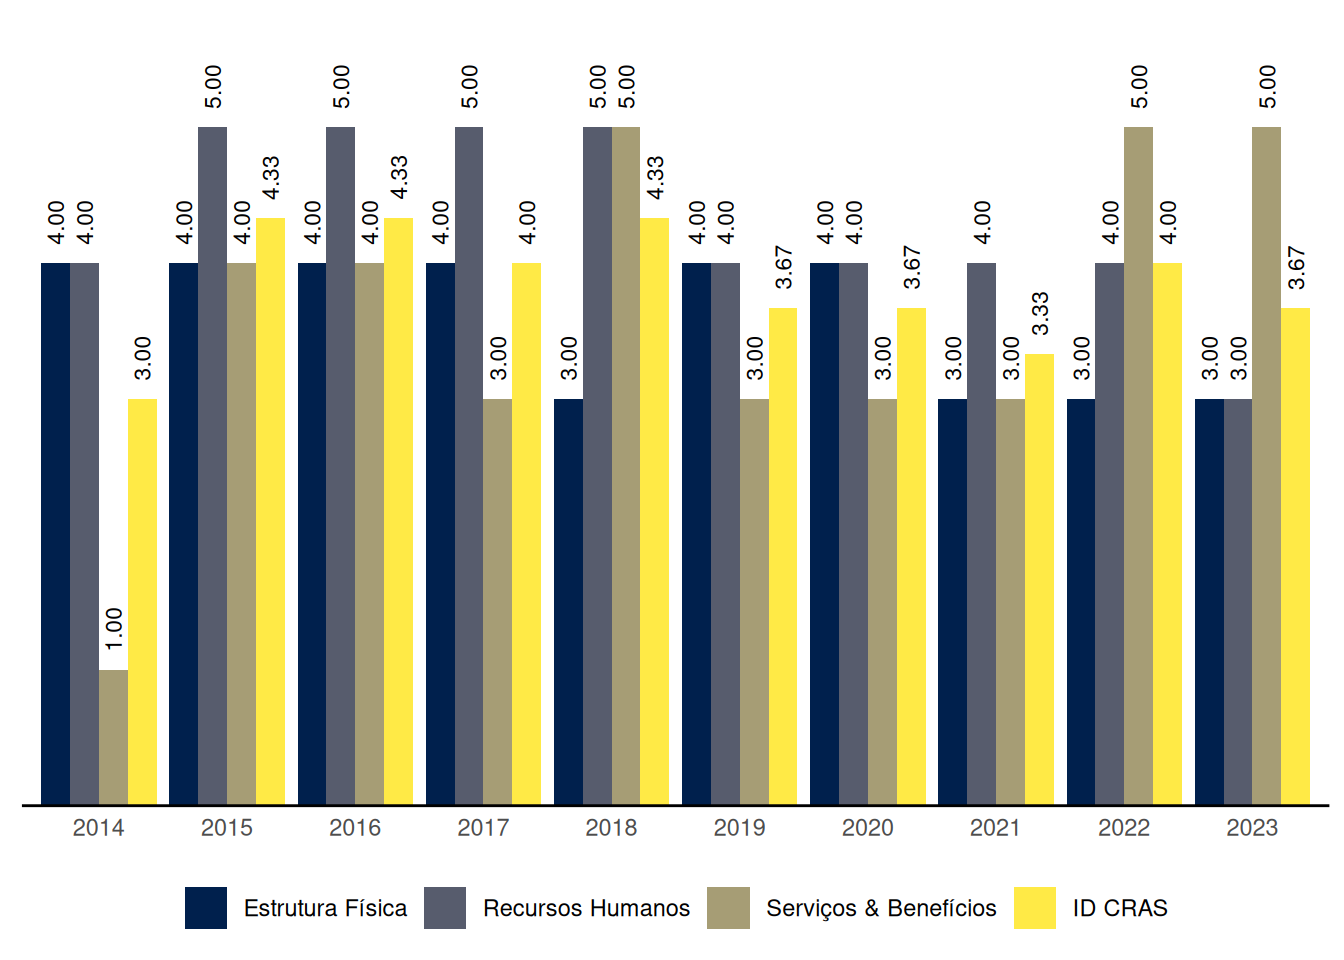 5.00 5.00 5.00 5.00 5.00 5.00 5.00
4.33 4.33 4.33
4.00 4.00 4.00 4.00 4.00 4.00 4.00 4.00 4.00 4.00 4.00 4.00 4.00 4.00 4.00
3.67 3.67 3.67
3.33
3.00 3.00 3.00 3.00 3.00 3.00 3.00 3.00 3.00 3.00
1.00
2014 2015 2016 2017 2018 2019 2020 2021 2022 2023
Estrutura Física Recursos Humanos Serviços & Benefícios ID CRAS